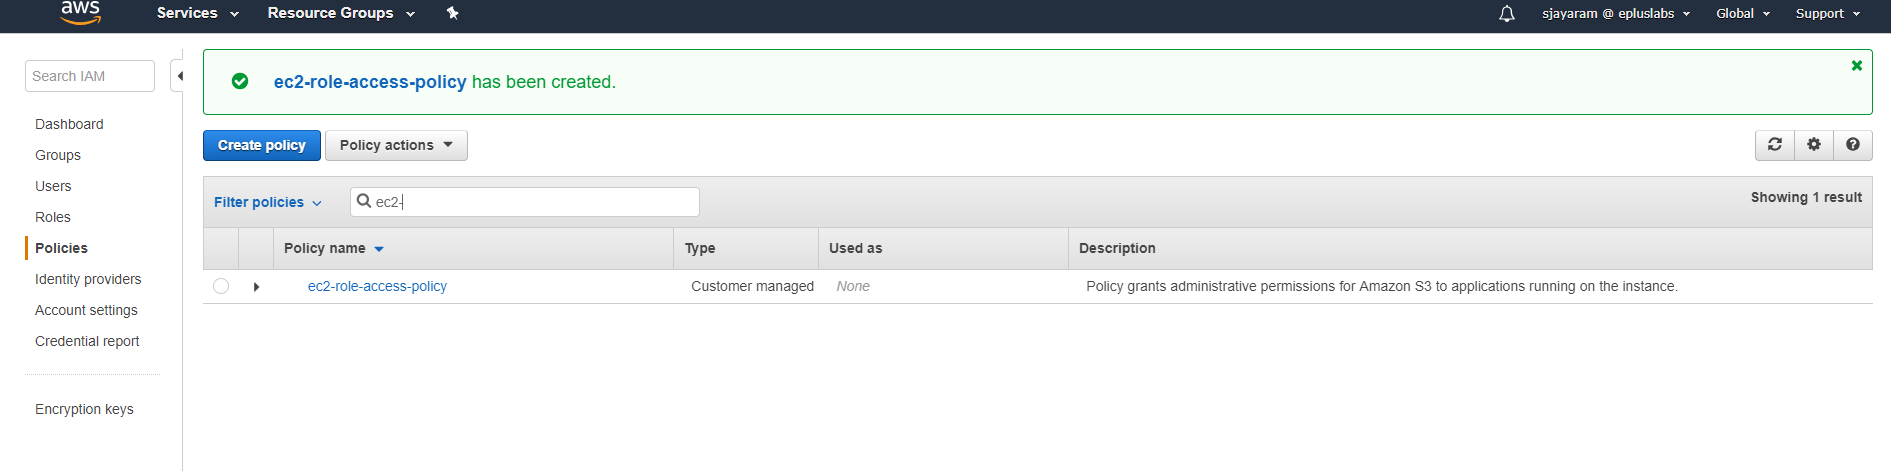 aws Services Resource Groups sjayaram @ epluslabs Global Support
Search IAM
Dashboard
Groups
Users
Roles
Policies
Identity providers
Account settings
Credential report
Encryption keys
ec2-role-access-policy has been created.
Create policy Policy actions
Filter policies ec2- Showing 1 result
Policy name Type Used as Description
ec2-role-access-policy Customer managed None Policy grants administrative permissions for Amazon S3 to applications running on the instance.